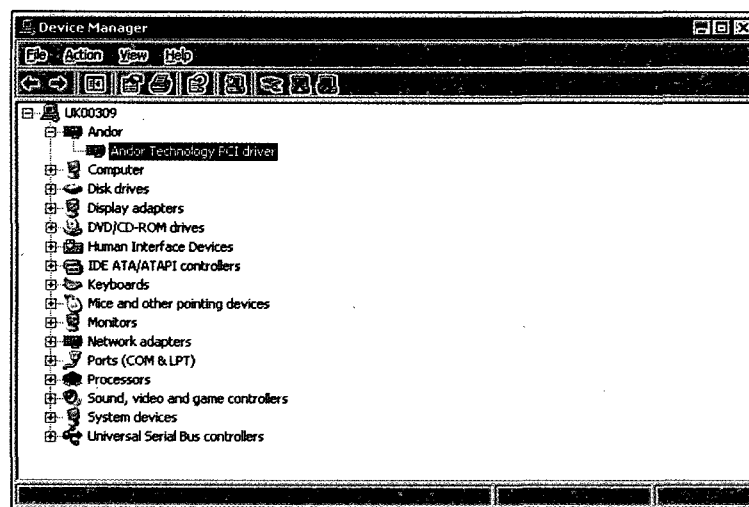 Device Manager
File Action View Help
UK00309
Andor
Andor Technology PCI driver
Computer
Disk drives
Display adapters
DVD/CD-ROM drives
Human Interface Devices
IDE ATA/ATAPI controllers
Keyboards
Mice and other pointing devices
Monitors
Network adapters
Ports (COM & LPT)
Processors
Sound, video and game controllers
System devices
Universal Serial Bus controllers